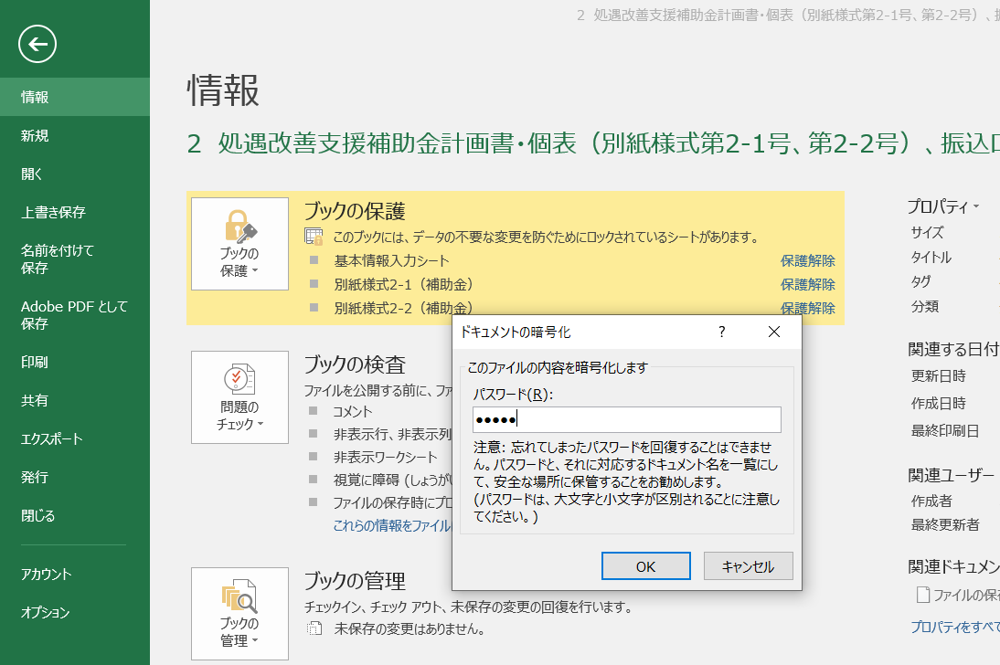 2 処遇改善支援補助金計画書・個表（別紙様式第2-1号、第2-2号）、
情報
情報
新規
開く
上書き保存
名前を付けて
保存
Adobe PDF として
保存
印刷
共有
エクスポート
発行
閉じる
アカウント
オプション
2 処遇改善支援補助金計画書・個表（別紙様式第2-1号、第2-2号）、振込口
ブックの
保護
ブックの保護
このブックには、データの不要な変更を防ぐためにロックされているシートがあります。
基本情報入力シート 保護解除
別紙様式2-1（補助金） 保護解除
別紙様式2-2（補助金） 保護解除
問題の
チェック
ブックの検査
ファイルを公開する前に、ファ
コメント
非表示行、非表示列
非表示ワークシート
視覚に障碍 (しょうがい
ファイルの保存時にプロ
これらの情報をファイル
ブックの
管理
ブックの管理
チェックイン、チェック アウト、未保存の変更の回復を行います。
未保存の変更はありません。
ドキュメントの暗号化 ?
このファイルの内容を暗号化します
パスワード(R):
●●●●●
注意: 忘れてしまったパスワードを回復することはできませ
ん。パスワードと、それに対応するドキュメント名を一覧にし
て、安全な場所に保管することをお勧めします。
(パスワードは、大文字と小文字が区別されることに注意し
てください。)
OK
キャンセル
プロパティ
サイズ
タイトル
タグ
分類
関連する日付
更新日時
作成日時
最終印刷日
関連ユーザー
作成者
最終更新者
関連ドキュメン
ファイルの保存
プロパティをすべて